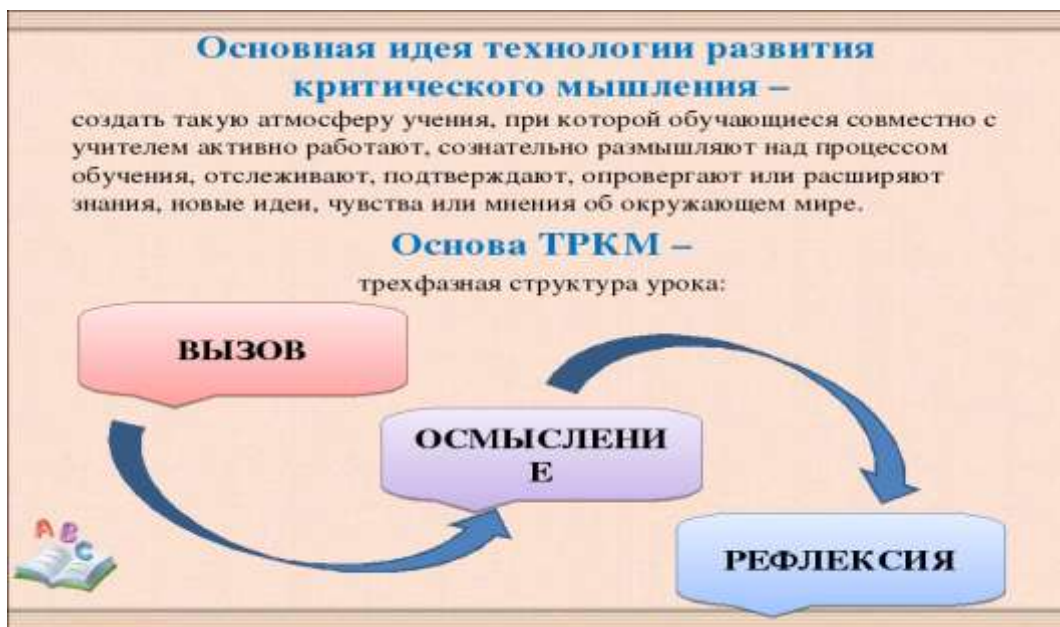 Основная идея технологии развития
критического мышления –
создать такую атмосферу учения, при которой обучающиеся совместно с
учителем активно работают, сознательно размышляют над процессом
обучения, отслеживают, подтверждают, опровергают или расширяют
знания, новые идеи, чувства или мнения об окружающем мире.
Основа ТРКМ –
трехфазная структура урока:
ВЫЗОВ
ОСМЫСЛЕНИ
Е
РЕФЛЕКСИЯ
A B C